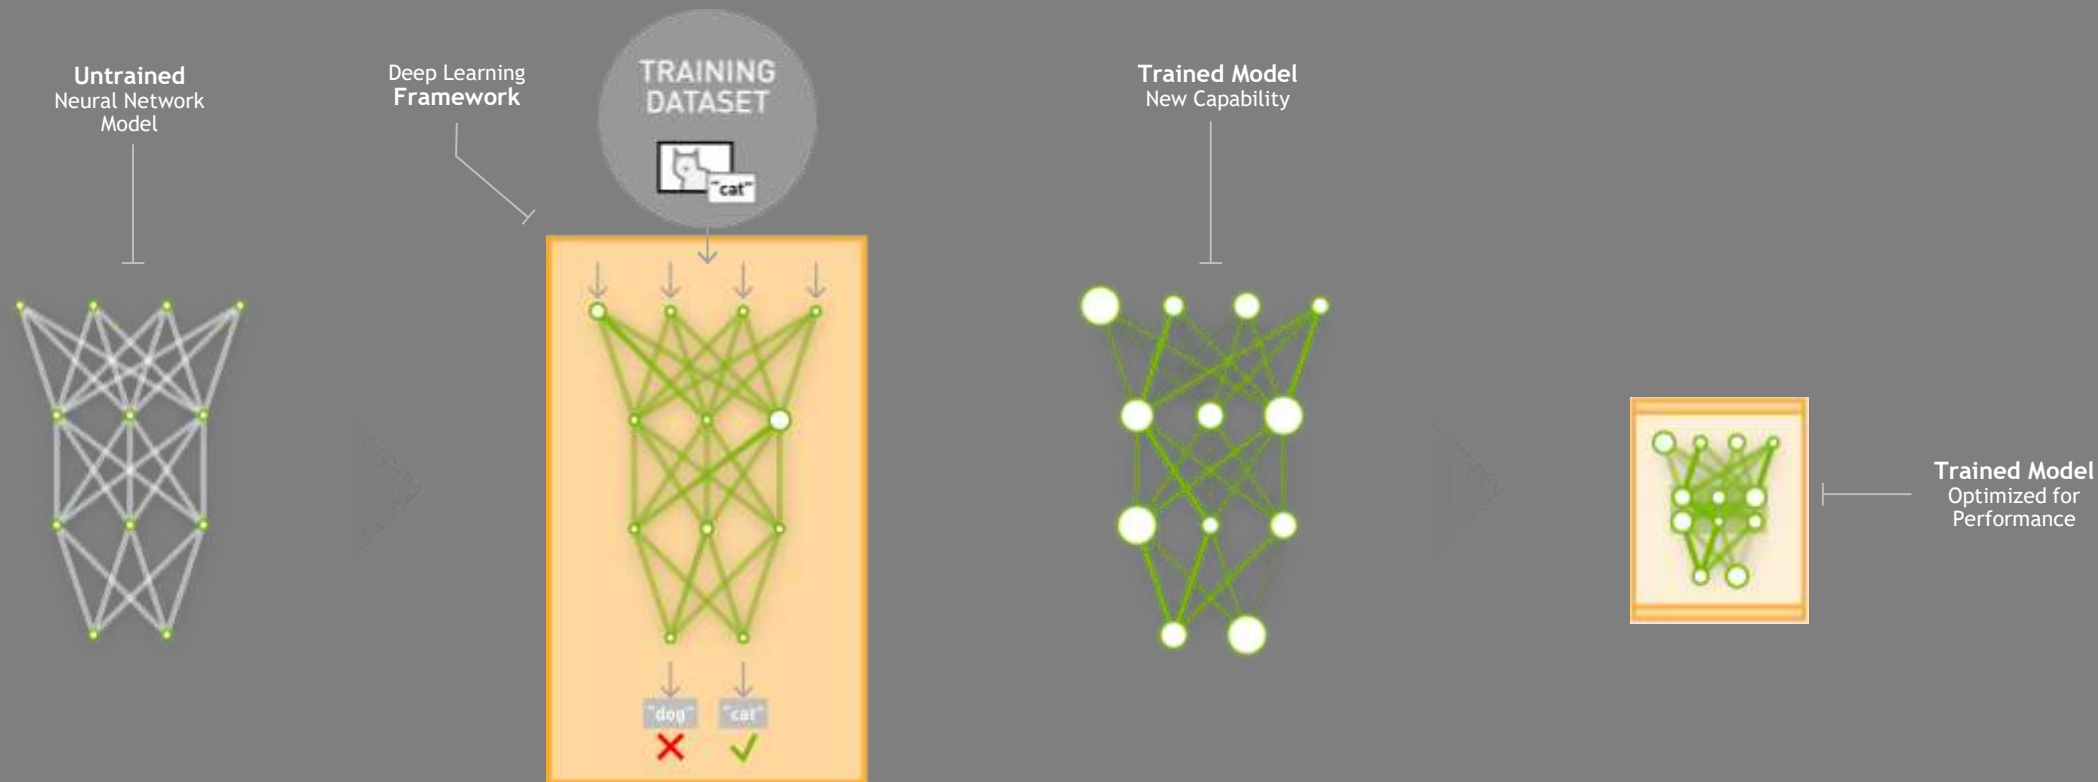 Untrained
Neural Network
Model
Deep Learning
Framework
TRAINING
DATASET
"cat"
"dog"
"cat"
Trained Model
New Capability
Trained Model
Optimized for
Performance